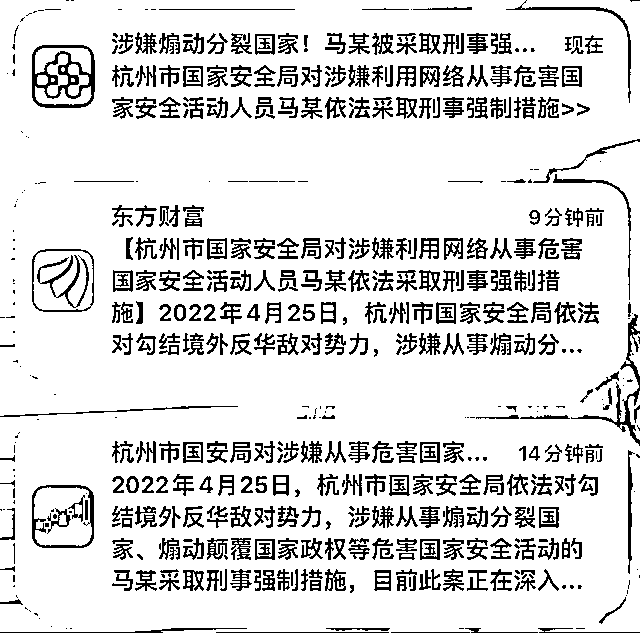 涉嫌煽动分裂国家！马某被采取刑事强... 现在
杭州市国家安全局对涉嫌利用网络从事危害国
家安全活动人员马某依法采取刑事强制措施>>
东方财富 9分钟前
【杭州市国家安全局对涉嫌利用网络从事危害
国家安全活动人员马某依法采取刑事强制措
施】2022年4月25日，杭州市国家安全局依法
对勾结境外反华敌对势力，涉嫌从事煽动分...
杭州市国安局对涉嫌从事危害国家... 14分钟前
2022年4月25日，杭州市国家安全局依法对勾
结境外反华敌对势力，涉嫌从事煽动分裂国
家、煽动颠覆国家政权等危害国家安全活动的
马某采取刑事强制措施，目前此案正在深入...